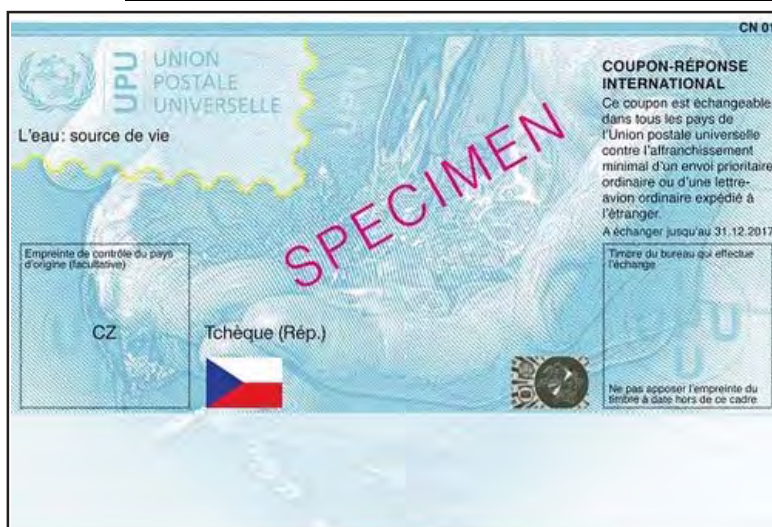 CN 01
UPU
UNION
POSTALE
UNIVERSELLE
L'eau: source de vie
SPECIMEN
COUPON-RÉPONSE
INTERNATIONAL
Ce coupon est échangeable
dans tous les pays de
l'Union postale universelle
contre l'affranchissement
minimal d'un envoi prioritaire
ordinaire ou d'une lettre-
avion ordinaire expédié à
l'étranger.
A échanger jusqu'au 31.12.2017
Empreinte de contrôle du pays
d'origine (facultative)
CZ
Tchèque (Rép.)
Timbre du bureau qui effectue
l'échange
Ne pas apposer l'empreinte du
timbre à date hors de ce cadre